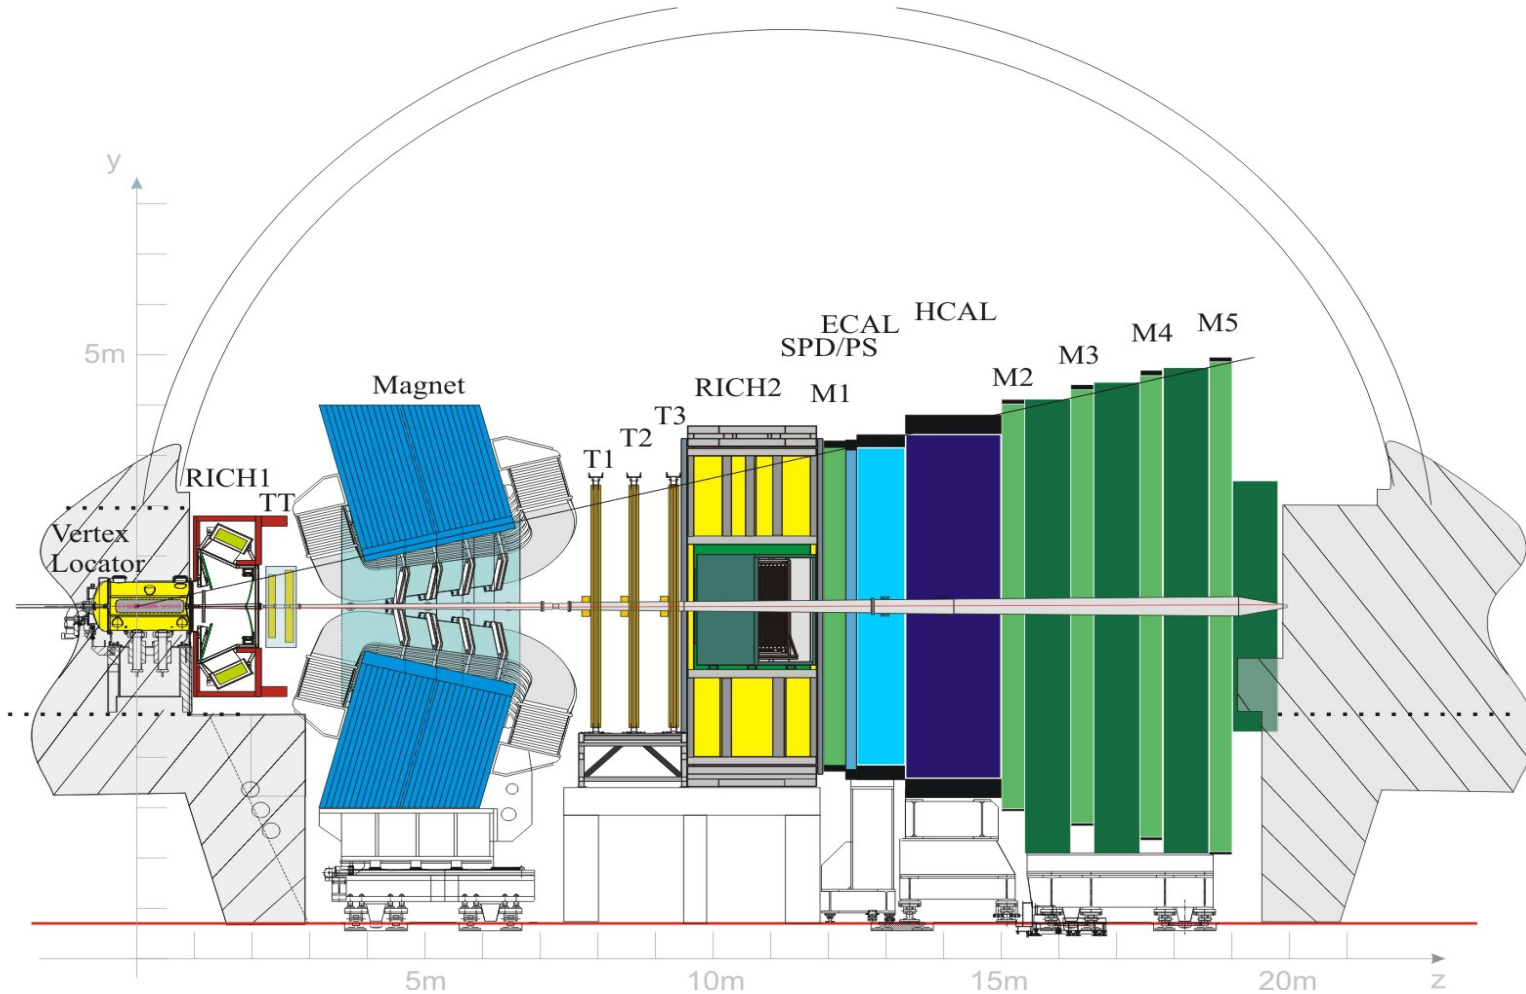 y
5m
HCAL
ECAL
SPD/PS
M5
M4
M3
M2
M1
RICH2
Magnet
T3
T2
T1
RICH1
TT
Vertex
Locator
5m
10m
15m
20m
z